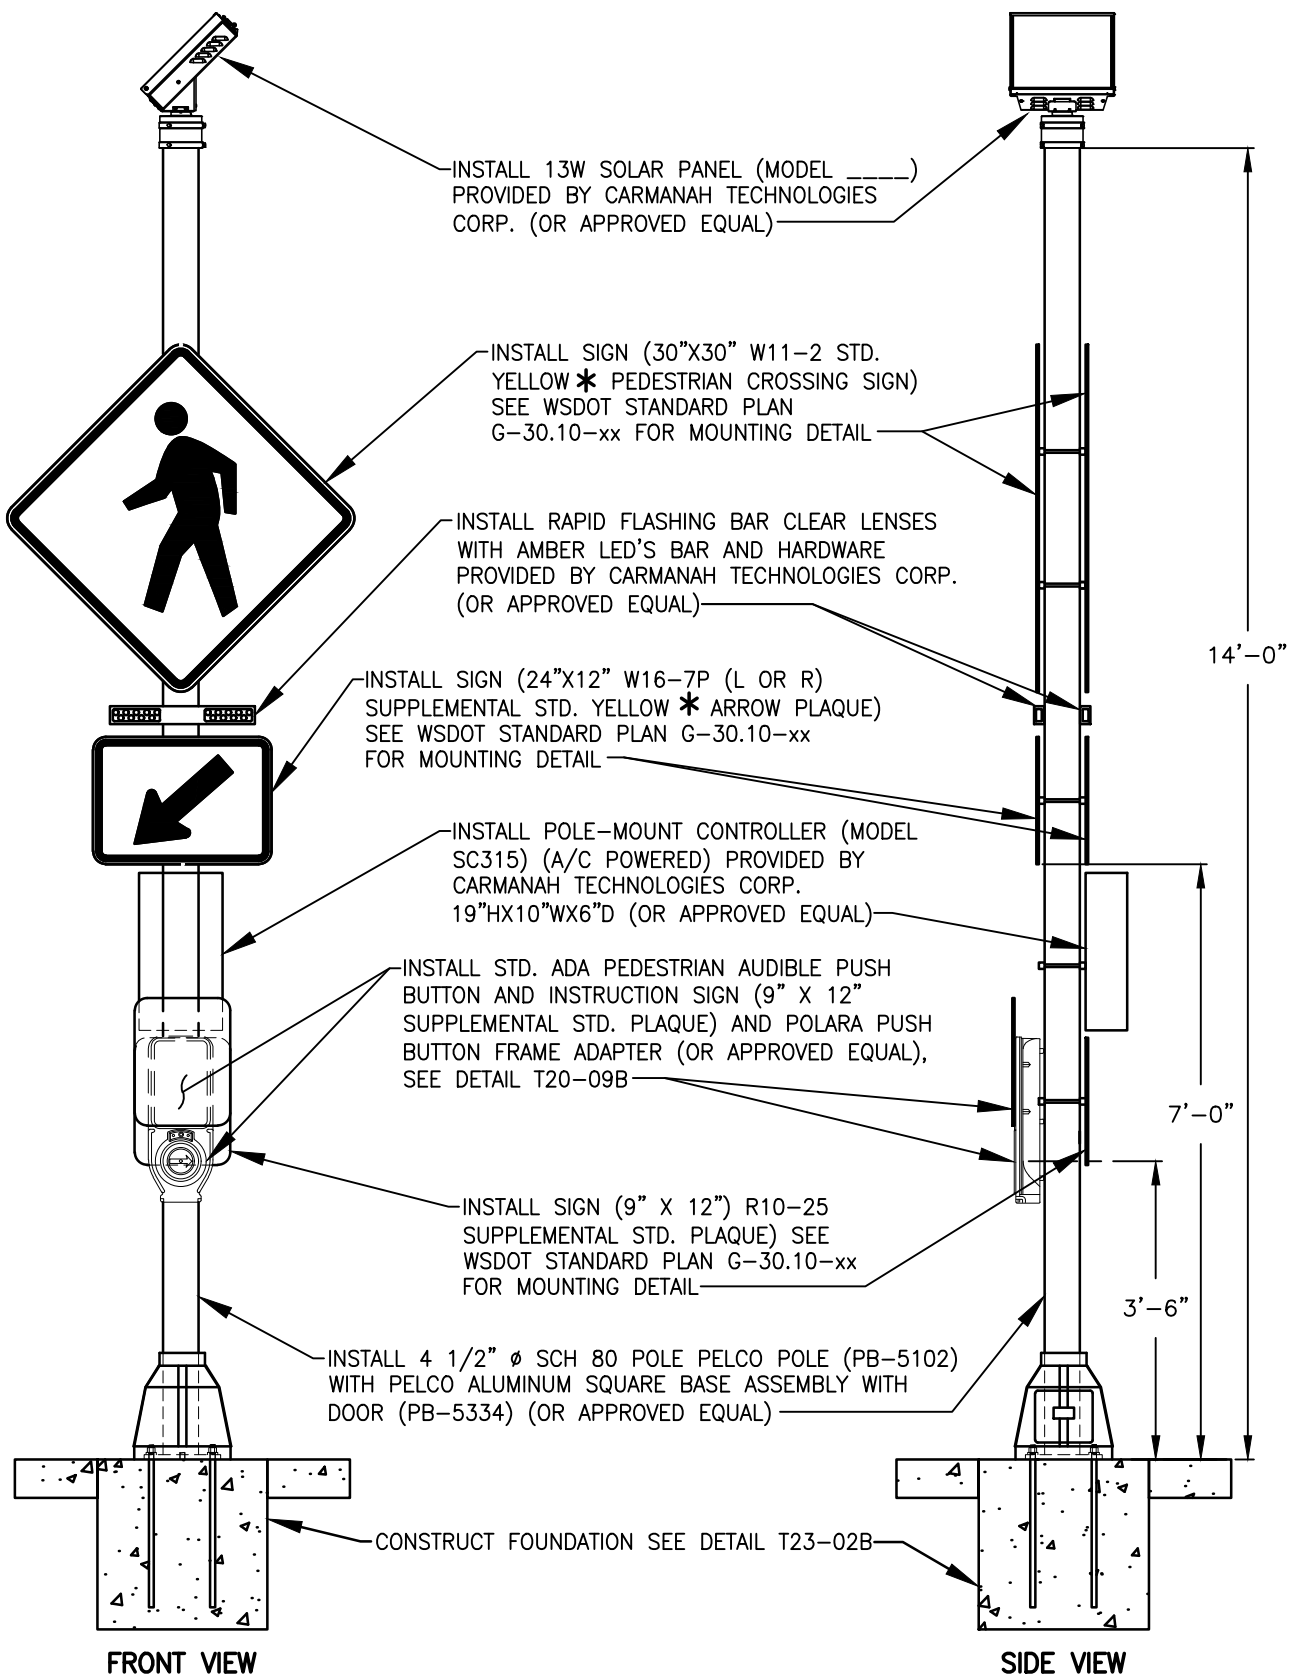 INSTALL 13W SOLAR PANEL (MODEL ____)
PROVIDED BY CARMANAH TECHNOLOGIES
CORP. (OR APPROVED EQUAL)
INSTALL SIGN (30"X30" W11-2 STD.
YELLOW * PEDESTRIAN CROSSING SIGN)
SEE WSDOT STANDARD PLAN
G-30.10-xx FOR MOUNTING DETAIL
INSTALL RAPID FLASHING BAR CLEAR LENSES
WITH AMBER LED'S BAR AND HARDWARE
PROVIDED BY CARMANAH TECHNOLOGIES CORP.
(OR APPROVED EQUAL)
14'-0"
INSTALL SIGN (24"X12" W16-7P (L OR R)
SUPPLEMENTAL STD. YELLOW * ARROW PLAQUE)
SEE WSDOT STANDARD PLAN G-30.10-xx
FOR MOUNTING DETAIL
INSTALL POLE-MOUNT CONTROLLER (MODEL
SC315) (A/C POWERED) PROVIDED BY
CARMANAH TECHNOLOGIES CORP.
19"HX10"WX6"D (OR APPROVED EQUAL)
INSTALL STD. ADA PEDESTRIAN AUDIBLE PUSH
BUTTON AND INSTRUCTION SIGN (9" X 12"
SUPPLEMENTAL STD. PLAQUE) AND POLARA PUSH
BUTTON FRAME ADAPTER (OR APPROVED EQUAL),
SEE DETAIL T20-09B
7'-0"
INSTALL SIGN (9" X 12") R10-25
SUPPLEMENTAL STD. PLAQUE) SEE
WSDOT STANDARD PLAN G-30.10-xx
FOR MOUNTING DETAIL
3'-6"
INSTALL 4 1/2" ø SCH 80 POLE PELCO POLE (PB-5102)
WITH PELCO ALUMINUM SQUARE BASE ASSEMBLY WITH
DOOR (PB-5334) (OR APPROVED EQUAL)
CONSTRUCT FOUNDATION SEE DETAIL T23-02B
FRONT VIEW
SIDE VIEW